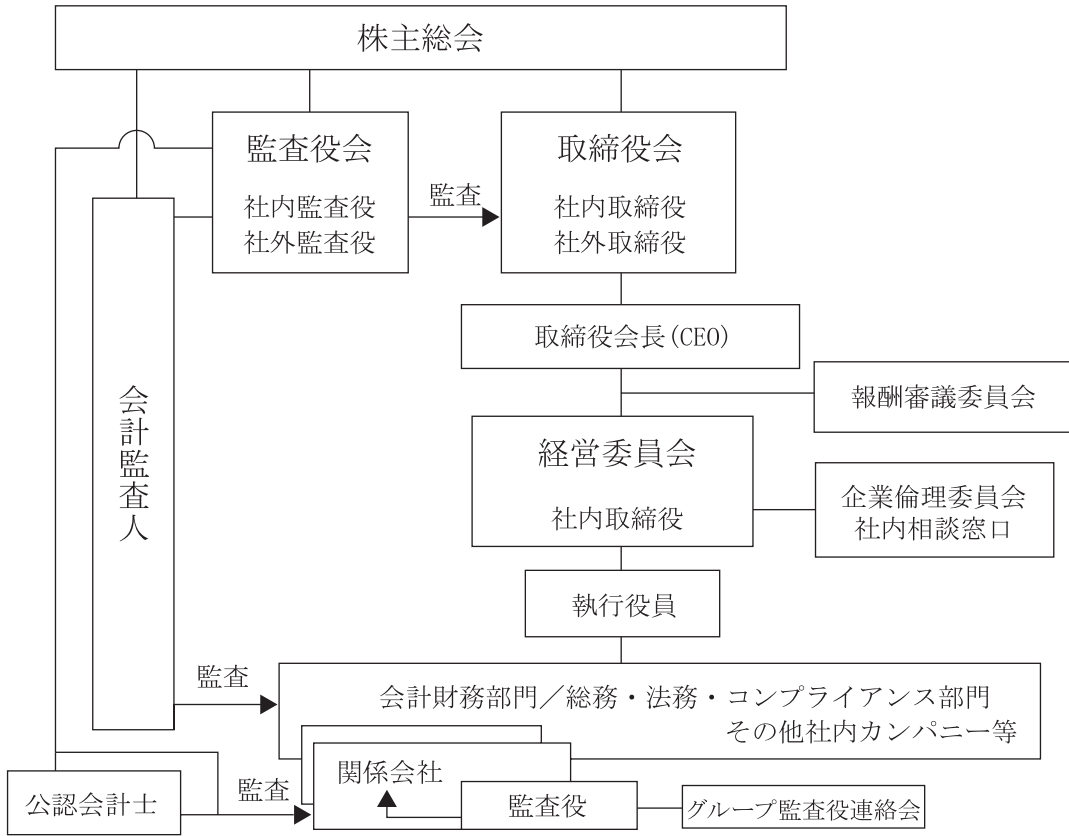 株主総会
監査役会
社内監査役
社外監査役
監査
取締役会
社内取締役
社外取締役
取締役会長(CEO)
報酬審議委員会
経営委員会
社内取締役
企業倫理委員会
社内相談窓口
執行役員
会計監査人
監査
会計財務部門／総務・法務・コンプライアンス部門
その他社内カンパニー等
公認会計士
監査
関係会社
監査役
グループ監査役連絡会